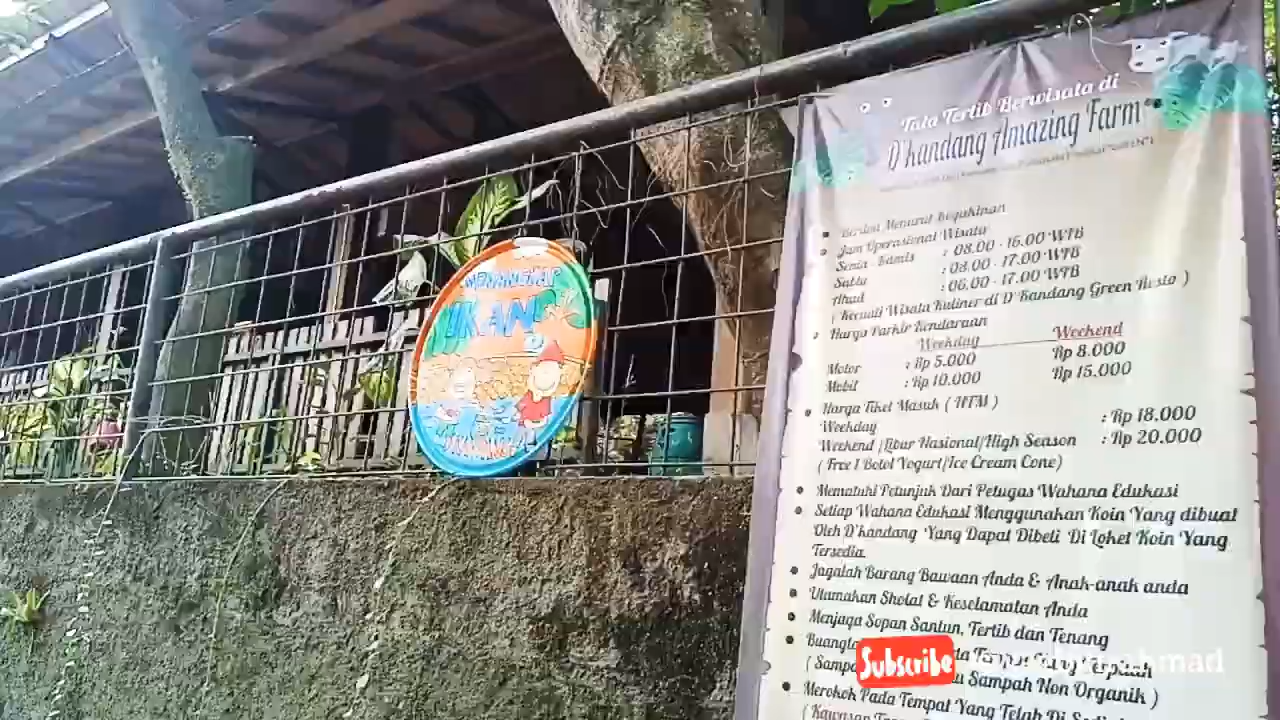 MENANGKAP
IKAN
Tata Tertib Berwisata di
D'kandang Amazing Farm
Berdoa Menurut Keyakinan
Jam Operasional Wisata
Senin - Kamis : 08.00 - 16.00 WIB
Sabtu : 08.00 - 17.00 WIB
Ahad : 06.00 - 17.00 WIB
( Kecuali Wisata Kuliner di D'Kandang Green Resto )
Harga Parkir Kendaraan
Weekday Weekend
Motor : Rp 5.000 Rp 8.000
Mobil : Rp 10.000 Rp 15.000
Harga Tiket Masuk ( HTM )
Weekday : Rp 18.000
Weekend /Libur Nasional/High Season : Rp 20.000
( Free 1 Botol Yogurt/Ice Cream Cone)
Mematuhi Petunjuk Dari Petugas Wahana Edukasi
Setiap Wahana Edukasi Menggunakan Koin Yang dibuat
Oleh D'kandang Yang Dapat Dibeli Di Loket Koin Yang
Tersedia.
Jagalah Barang Bawaan Anda & Anak-anak anda
Utamakan Sholat & Keselamatan Anda
Menjaga Sopan Santun, Tertib dan Tenang
Tempat Yang
Sampah Non Organik )
Merokok Pada Tempat Yang Telah Di
( Kawasan
Subscribe